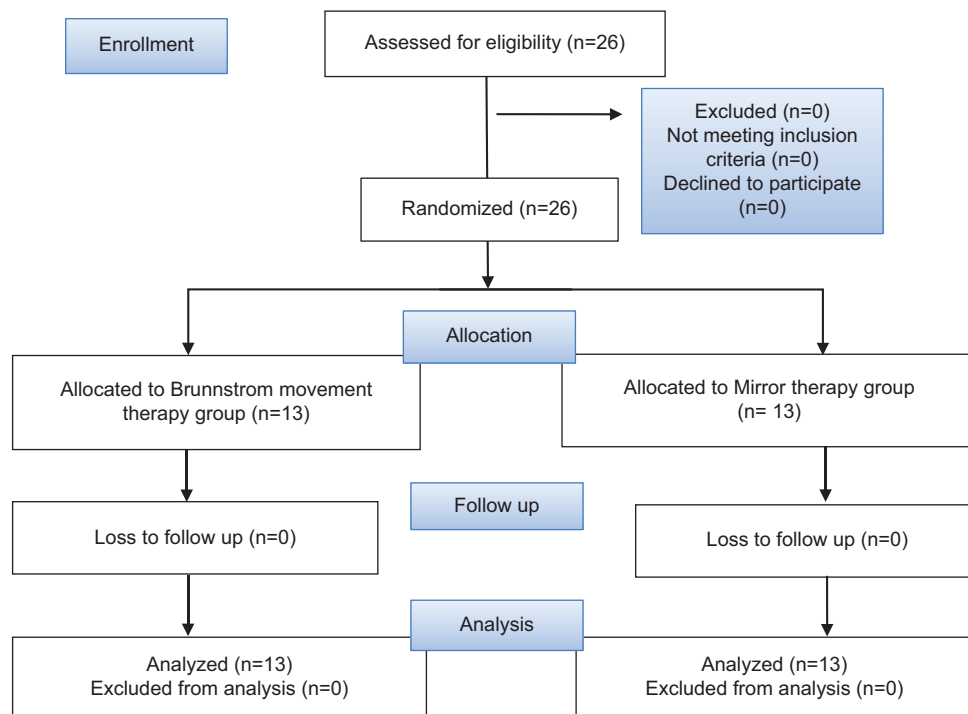 Enrollment
Assessed for eligibility (n=26)
Excluded (n=0)
Not meeting inclusion
criteria (n=0)
Declined to participate
(n=0)
Randomized (n=26)
Allocation
Allocated to Brunnstrom movement
therapy group (n=13)
Allocated to Mirror therapy group
(n= 13)
Follow up
Loss to follow up (n=0)
Loss to follow up (n=0)
Analysis
Analyzed (n=13)
Excluded from analysis (n=0)
Analyzed (n=13)
Excluded from analysis (n=0)